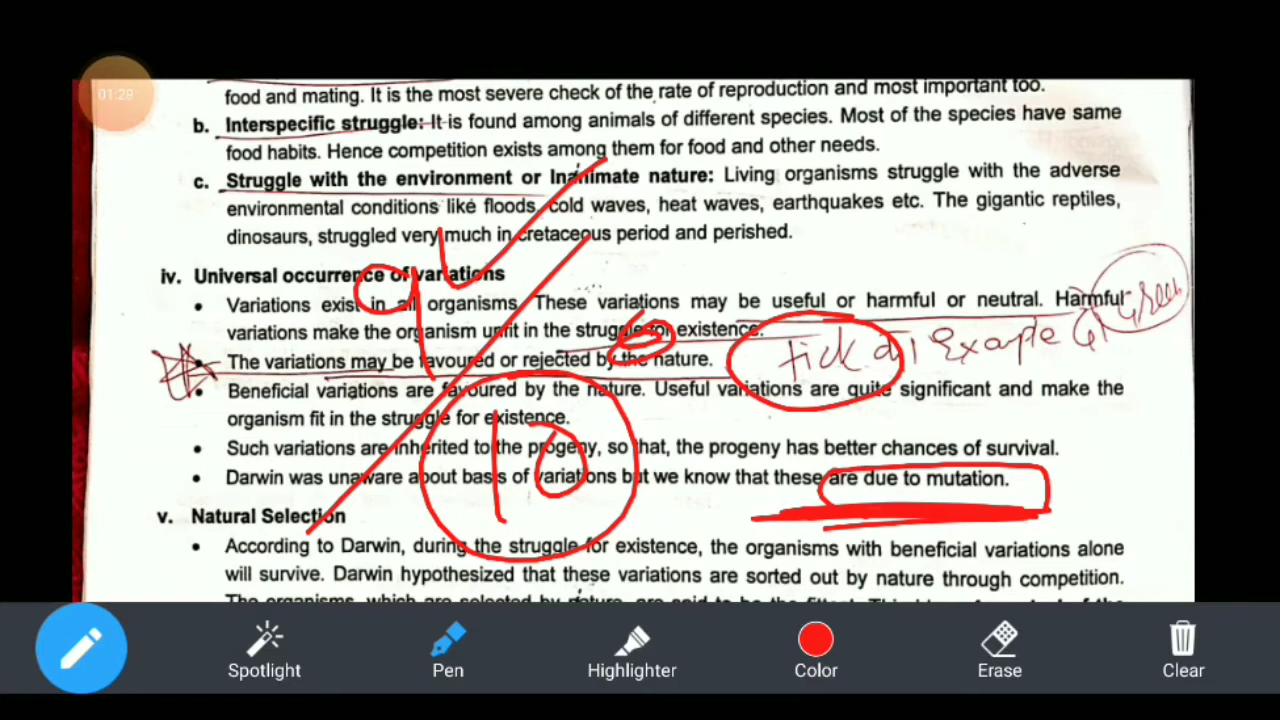 01:29
food and mating. It is the most severe check of the rate of reproduction and most important too.
b. Interspecific struggle: It is found among animals of different species. Most of the species have same
food habits. Hence competition exists among them for food and other needs.
c. Struggle with the environment or Inanimate nature: Living organisms struggle with the adverse
environmental conditions like floods, cold waves, heat waves, earthquakes etc. The gigantic reptiles,
dinosaurs, struggled very much in cretaceous period and perished.
iv. Universal occurrence of variations
• Variations exist in all organisms. These variations may be useful or harmful or neutral. Harmful
variations make the organism unfit in the struggle for existence.
• The variations may be favoured or rejected by the nature.
tick
Example
• Beneficial variations are favoured by the nature. Useful variations are quite significant and make the
organism fit in the struggle for existence.
• Such variations are inherited to the progeny, so that, the progeny has better chances of survival.
• Darwin was unaware about basis of variations but we know that these are due to mutation.
9
10
v. Natural Selection
• According to Darwin, during the struggle for existence, the organisms with beneficial variations alone
will survive. Darwin hypothesized that these variations are sorted out by nature through competition.
Spotlight
Pen
Highlighter
Color
Erase
Clear